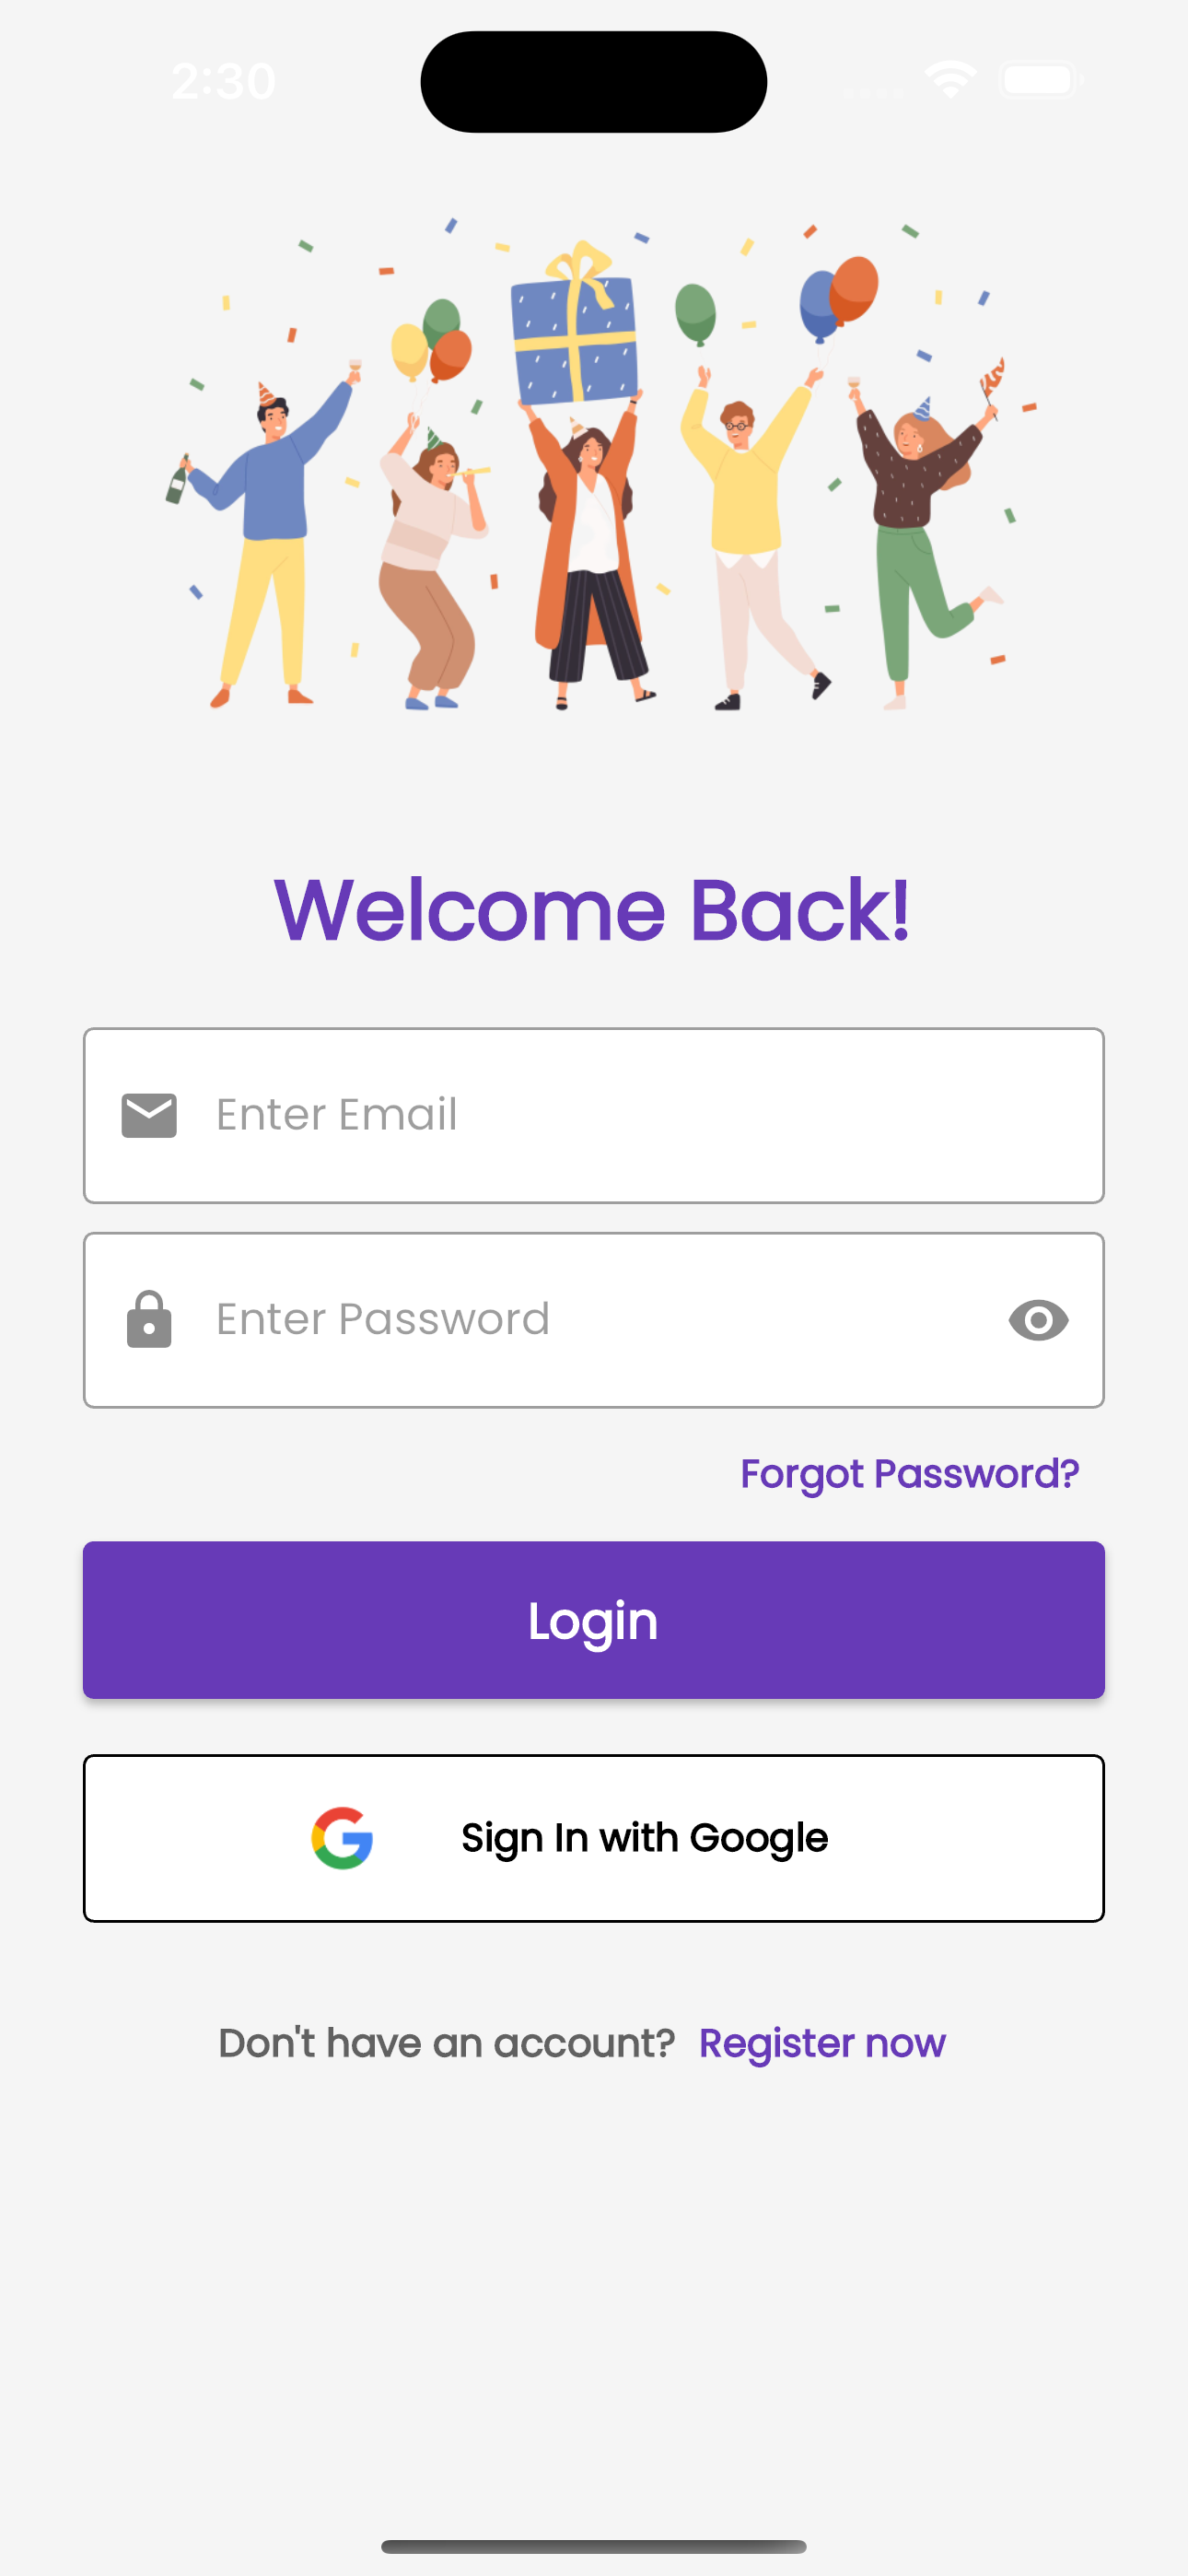 2:30
Welcome Back!
Enter Email
Enter Password
Forgot Password?
Login
Sign In with Google
Don't have an account? Register now